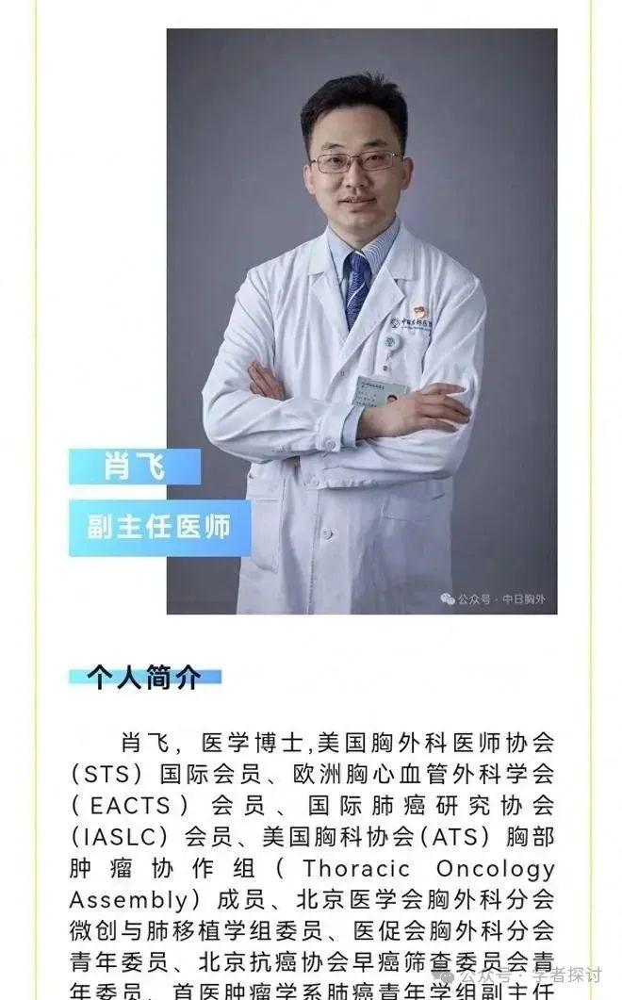 中日友好医院
肖飞
副主任医师
公众号·中日胸外
个人简介
肖飞，医学博士,美国胸外科医师协会
（STS）国际会员、欧洲胸心血管外科学会
（EACTS）会员、国际肺癌研究协会
（IASLC）会员、美国胸科协会(ATS）胸部
肿瘤协作组（Thoracic Oncology
Assembly）成员、北京医学会胸外科分会
微创与肺移植学组委员、医促会胸外科分会
青年委员、北京抗癌协会早癌筛查委员会青
年委员、首医肿瘤学系肺癌青年学组副主任
公众号·学者探讨